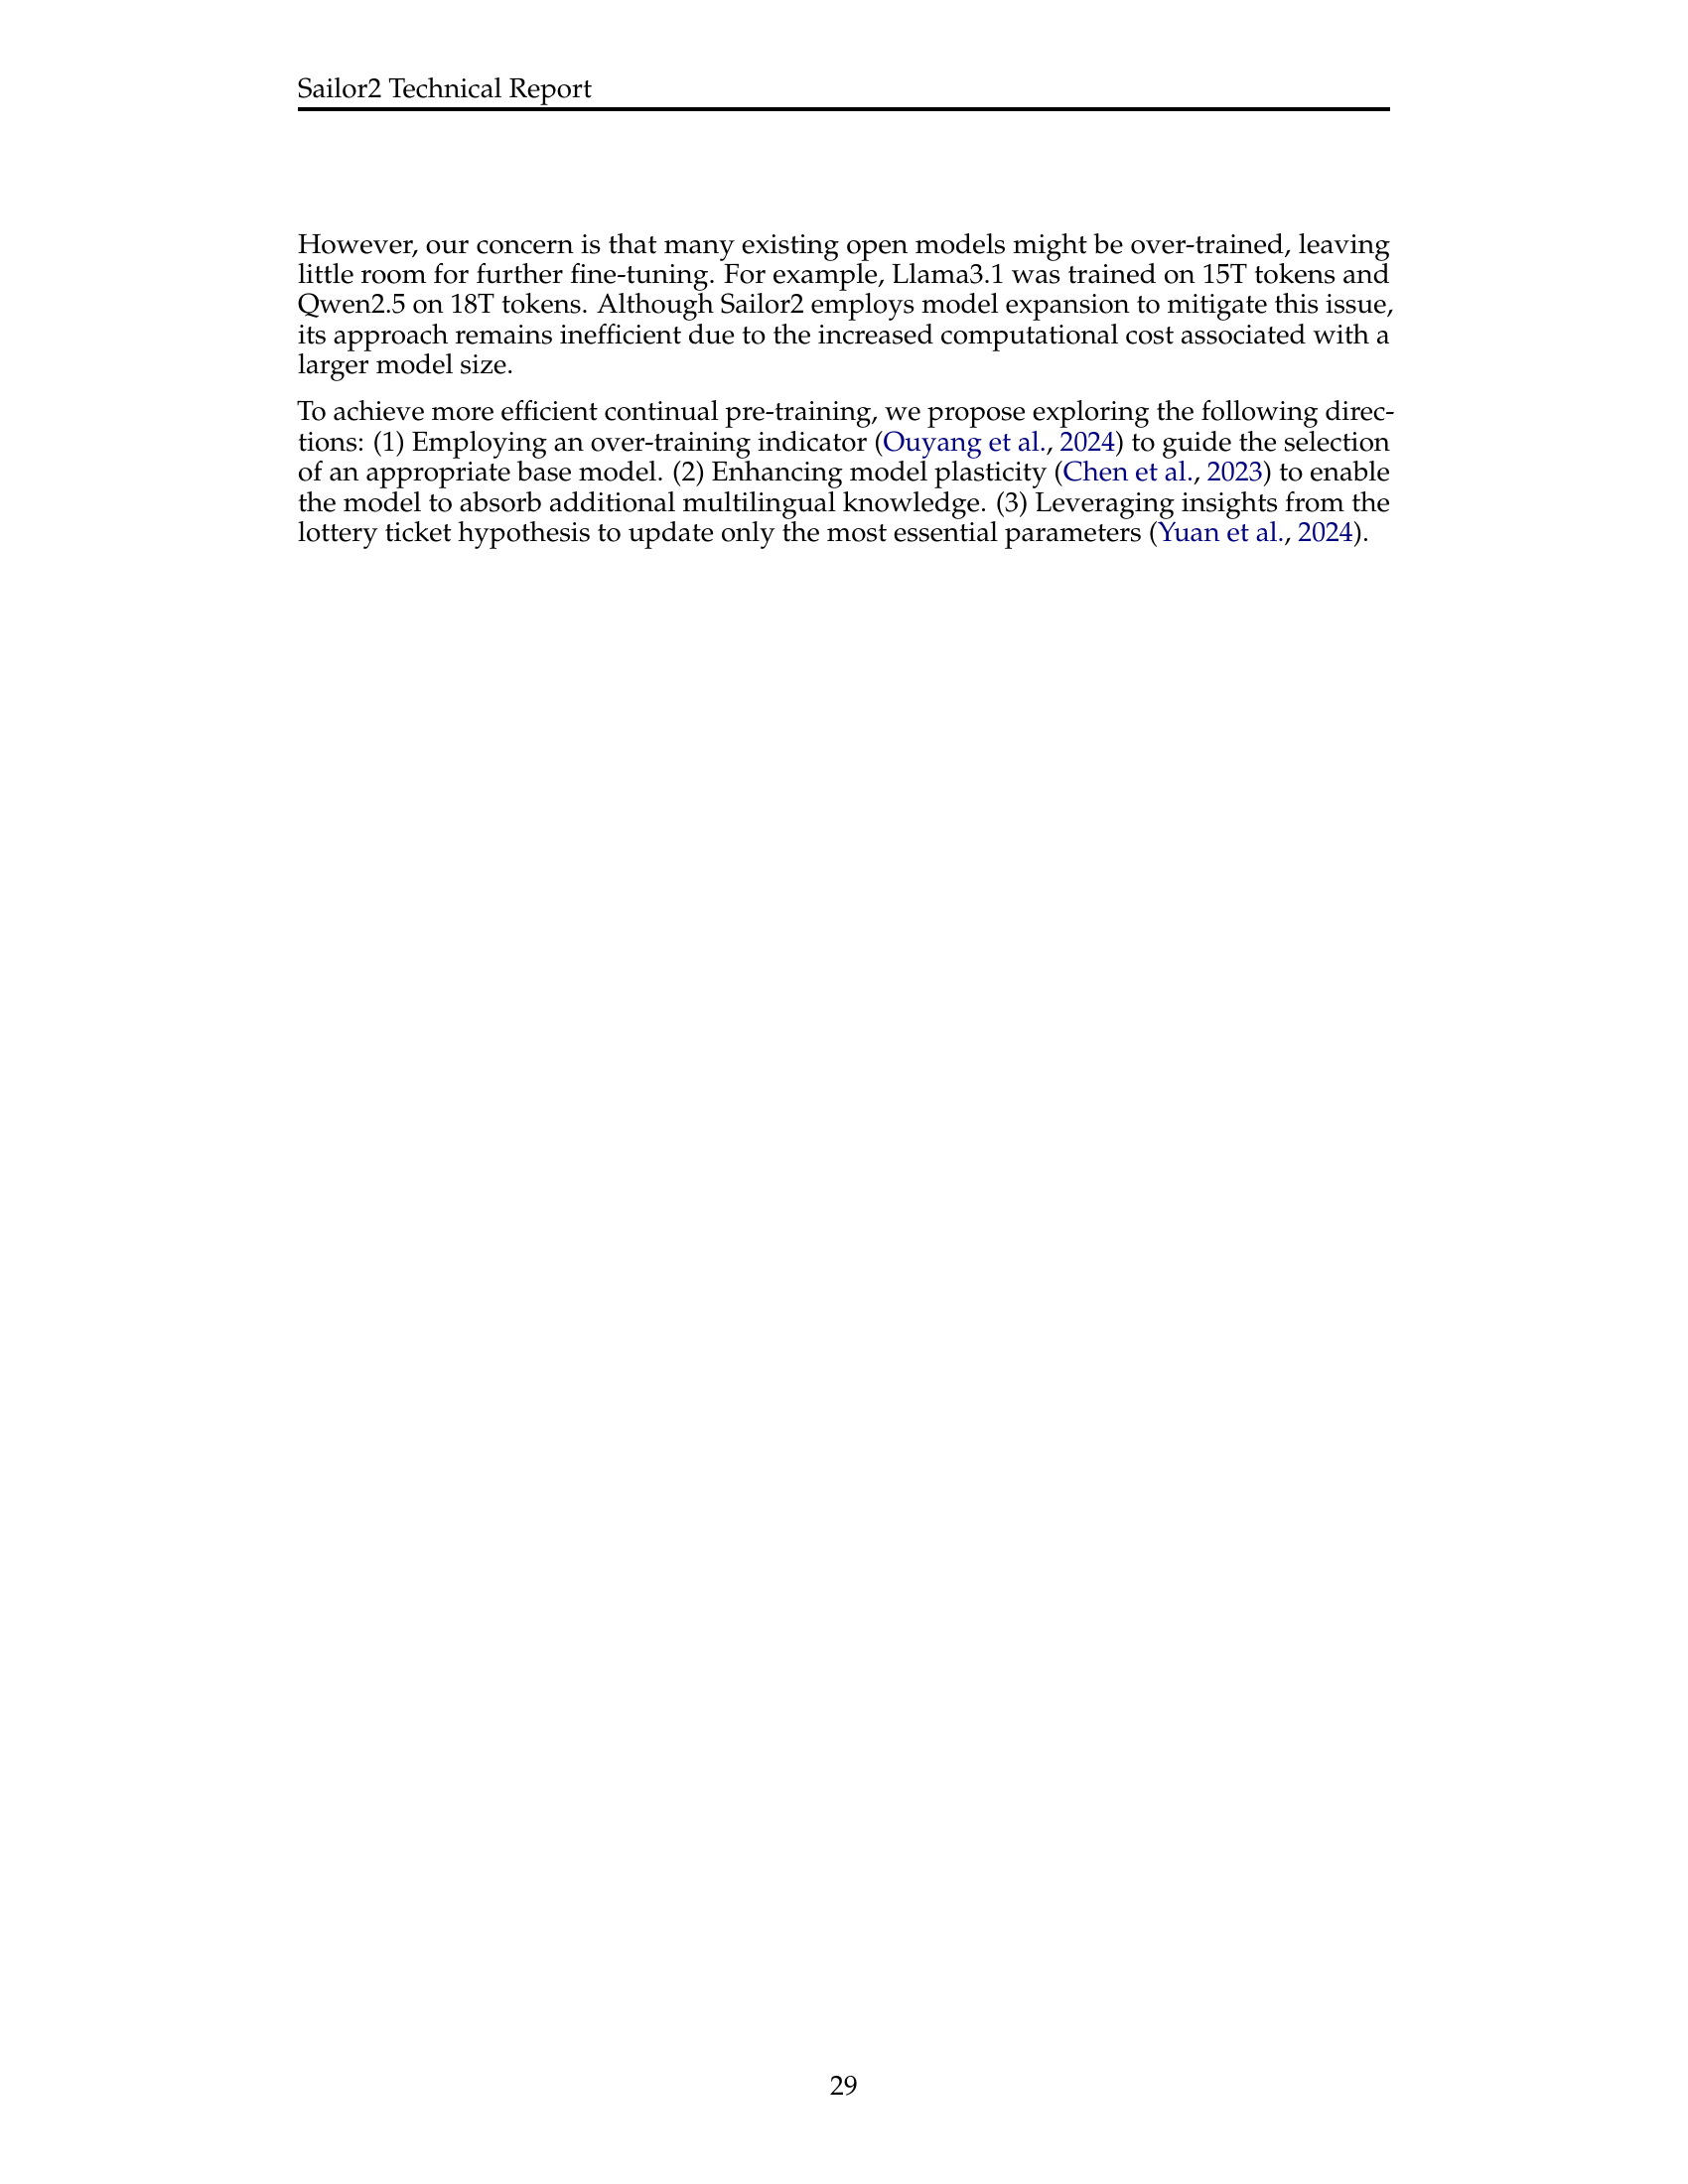 Sailor2 Technical Report
However, our concern is that many existing open models might be over-trained, leaving
little room for further fine-tuning. For example, Llama3.1 was trained on 15T tokens and
Qwen2.5 on 18T tokens. Although Sailor2 employs model expansion to mitigate this issue,
its approach remains inefficient due to the increased computational cost associated with a
larger model size.
To achieve more efficient continual pre-training, we propose exploring the following direc-
tions: (1) Employing an over-training indicator (Ouyang et al., 2024) to guide the selection
of an appropriate base model. (2) Enhancing model plasticity (Chen et al., 2023) to enable
the model to absorb additional multilingual knowledge. (3) Leveraging insights from the
lottery ticket hypothesis to update only the most essential parameters (Yuan et al., 2024).
29